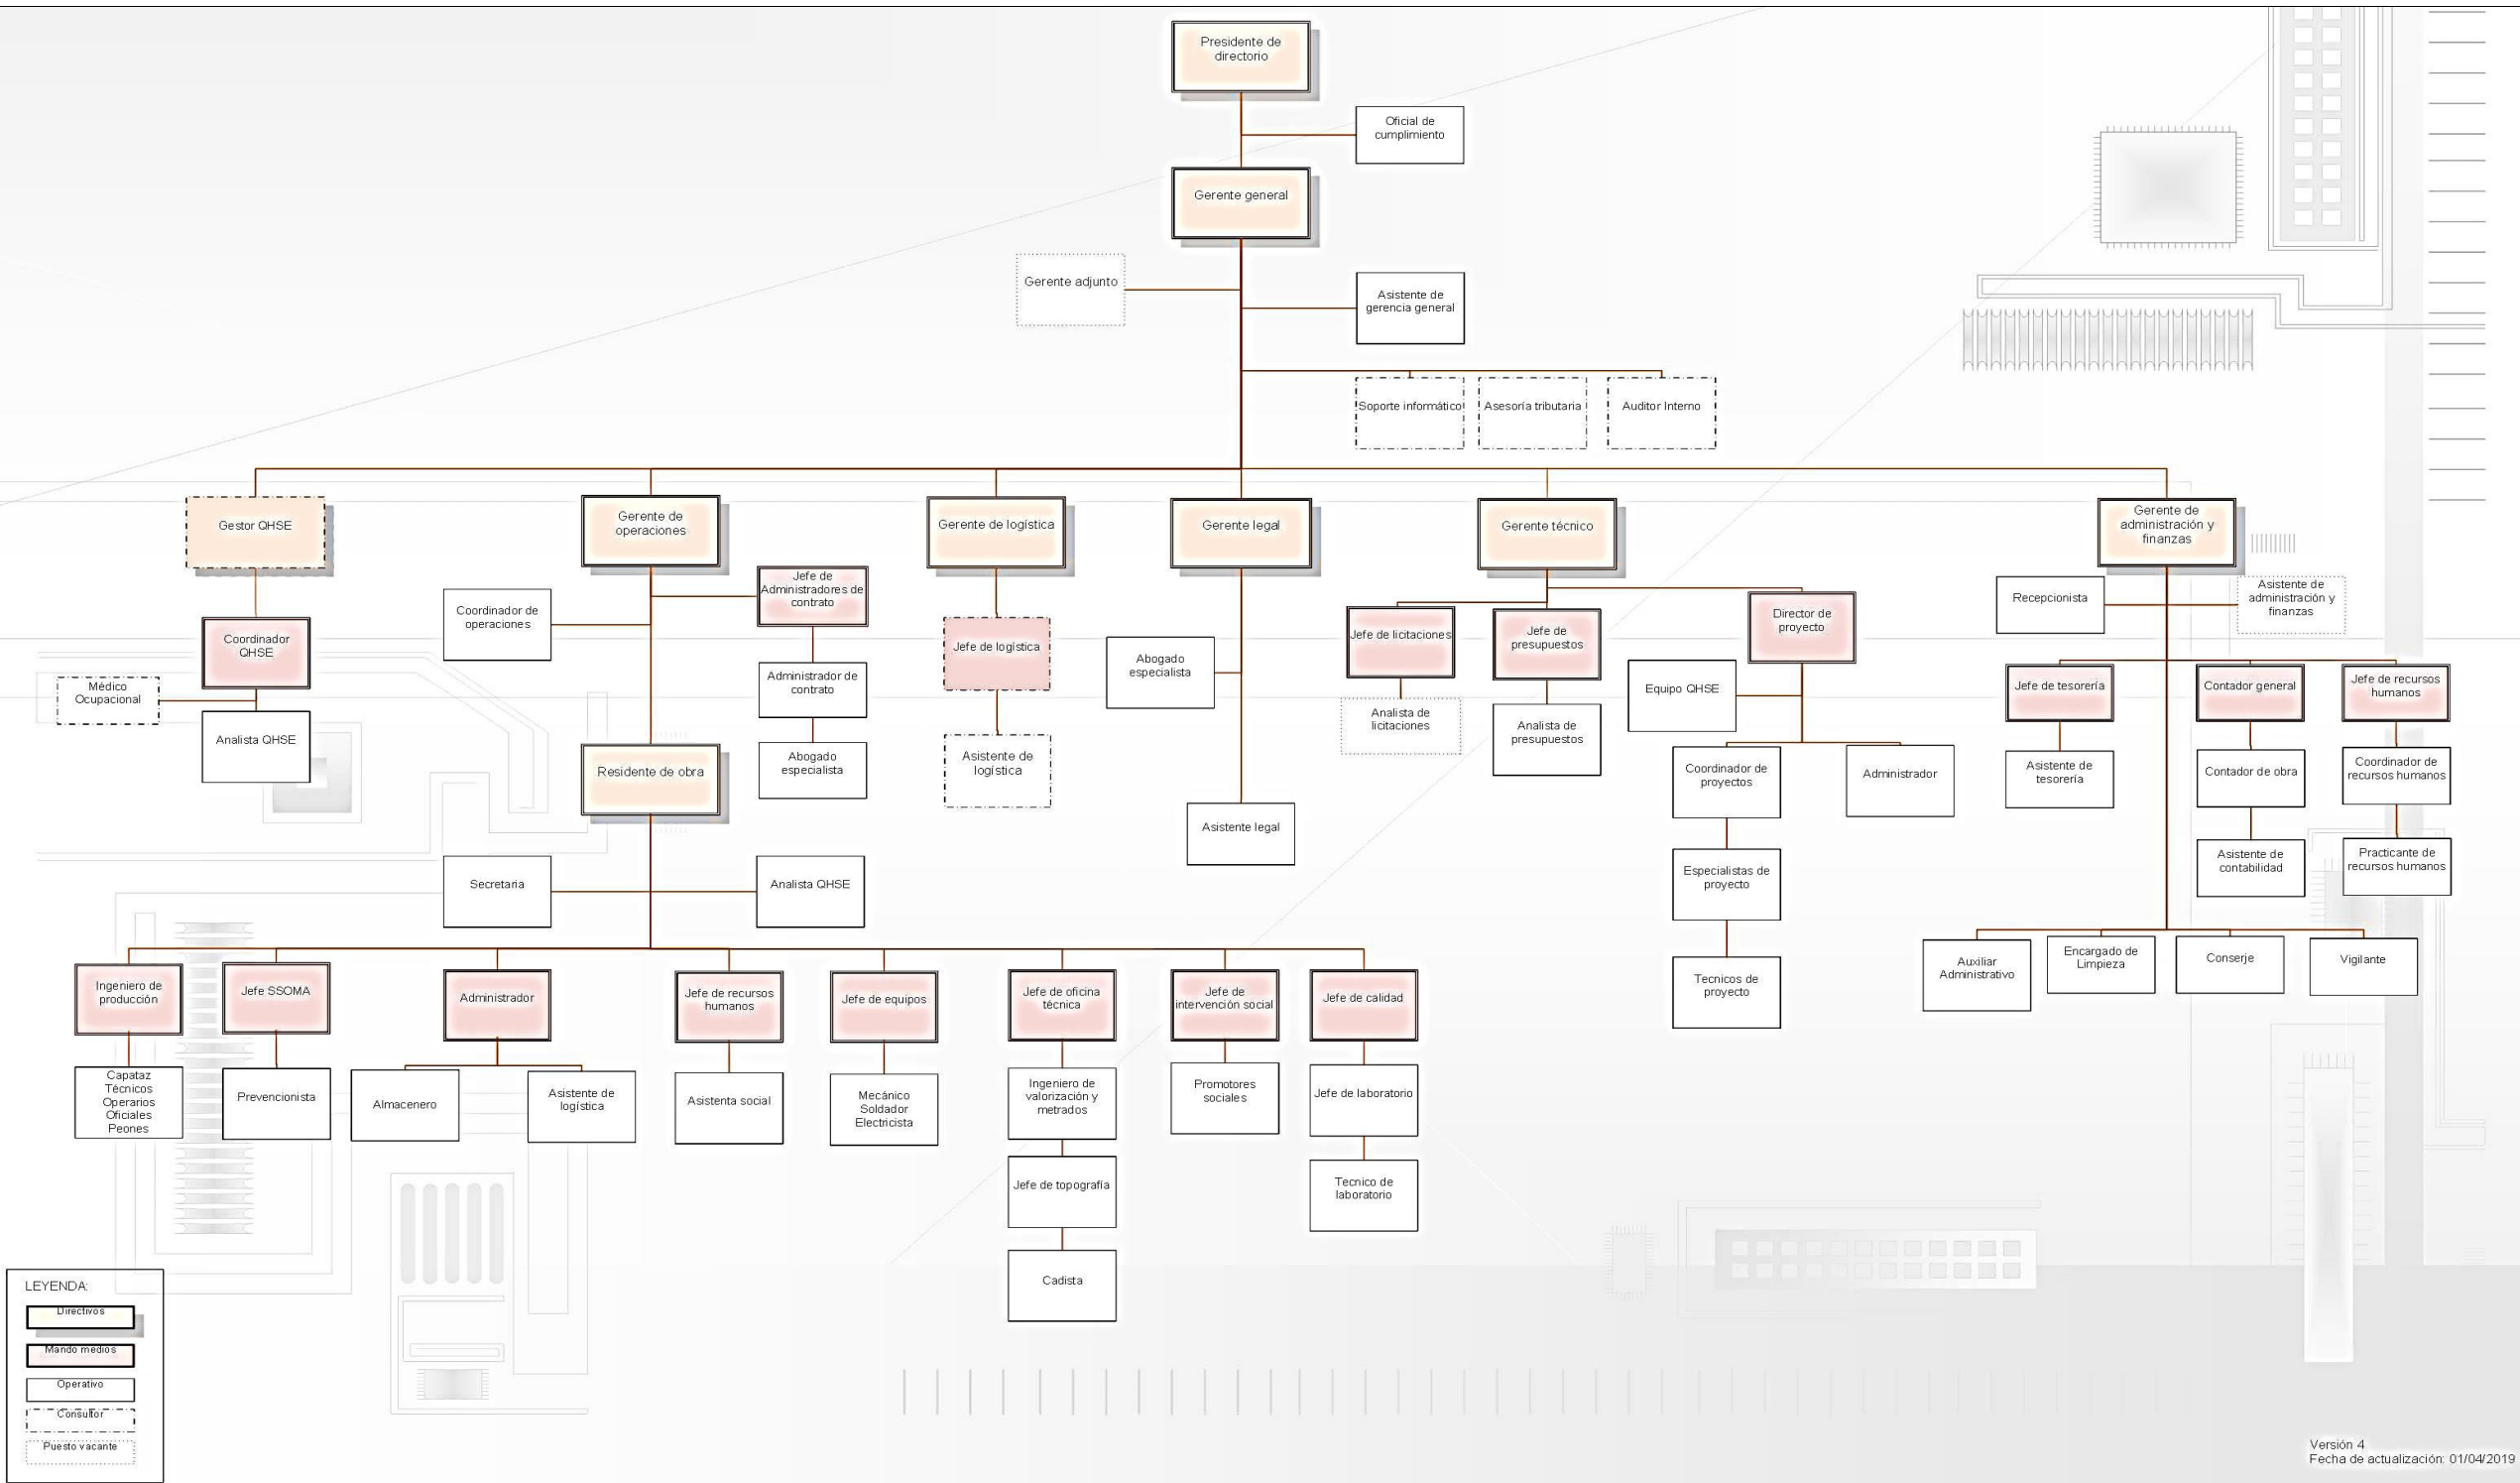 Presidente de
directorio
Oficial de
cumplimiento
Gerente general
Gerente adjunto
Asistente de
gerencia general
Soporte informático
Asesoría tributaria
Auditor Interno
Gestor QHSE
Gerente de
operaciones
Gerente de logística
Gerente legal
Gerente técnico
Gerente de
administración y
finanzas
Coordinador
QHSE
Médico
Ocupacional
Analista QHSE
Coordinador de
operaciones
Jefe de
Administradores de
contrato
Administrador de
contrato
Abogado
especialista
Residente de obra
Jefe de logística
Asistente de
logística
Abogado
especialista
Asistente legal
Jefe de licitaciones
Analista de
licitaciones
Jefe de
presupuestos
Analista de
presupuestos
Director de
proyecto
Equipo QHSE
Coordinador de
proyectos
Administrador
Especialistas de
proyecto
Tecnicos de
proyecto
Recepcionista
Asistente de
administración y
finanzas
Jefe de tesorería
Contador general
Jefe de recursos
humanos
Asistente de
tesorería
Contador de obra
Coordinador de
recursos humanos
Asistente de
contabilidad
Practicante de
recursos humanos
Auxiliar
Administrativo
Encargado de
Limpieza
Conserje
Vigilante
Secretaria
Analista QHSE
Ingeniero de
producción
Jefe SSOMA
Administrador
Jefe de recursos
humanos
Jefe de equipos
Jefe de oficina
técnica
Jefe de
intervención social
Jefe de calidad
Capataz
Técnicos
Operarios
Oficiales
Peones
Prevencionista
Almacenero
Asistente de
logística
Asistenta social
Mecánico
Soldador
Electricista
Ingeniero de
valorización y
metrados
Promotores
sociales
Jefe de laboratorio
Jefe de topografía
Tecnico de
laboratorio
Cadista
LEYENDA:
Directivos
Mando medios
Operativo
Consultor
Puesto vacante
Versión 4
Fecha de actualización: 01/04/2019